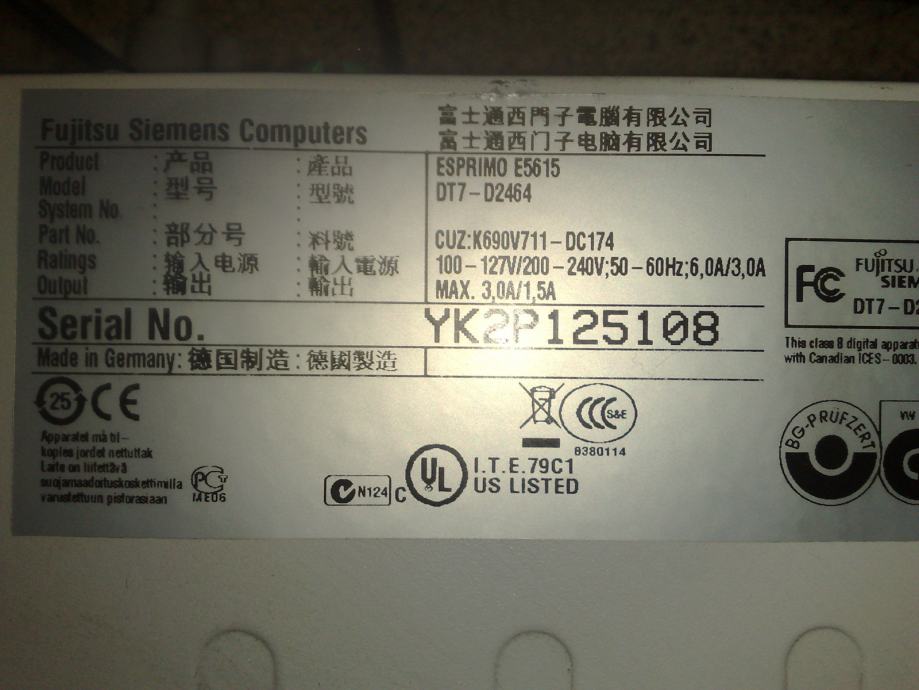 Fujitsu Siemens Computers
富士通西門子電腦有限公司
富士通西门子电脑有限公司
Product : 产品 : 產品 ESPRIMO E5615
Model : 型号 : 型號 DT7-D2464
System No. : :
Part No. : 部分号 : 料號 CUZ:K690V711-DC174
Ratings : 输入电源 : 輸入電源 100-127V/200-240V;50-60Hz;6,0A/3,0A
Output : 输出 : 輸出 MAX. 3,0A/1,5A
Serial No. YK2P125108
Made in Germany: 德国制造 : 德國製造
FC FUJITSU
SIEM
DT7-D2
This class B digital apparat
with Canadian ICES-0003.
25 CE
Apparatet må til-
koples jordet nettuttak
Laite on liitettävä
suojamaadoituskoskettimilla
varustettuun pistorasiaan
PCT
ME06
N124
C UL I.T.E.79C1
US LISTED
CCC S&E
B380114
BG-PRÜFZERT